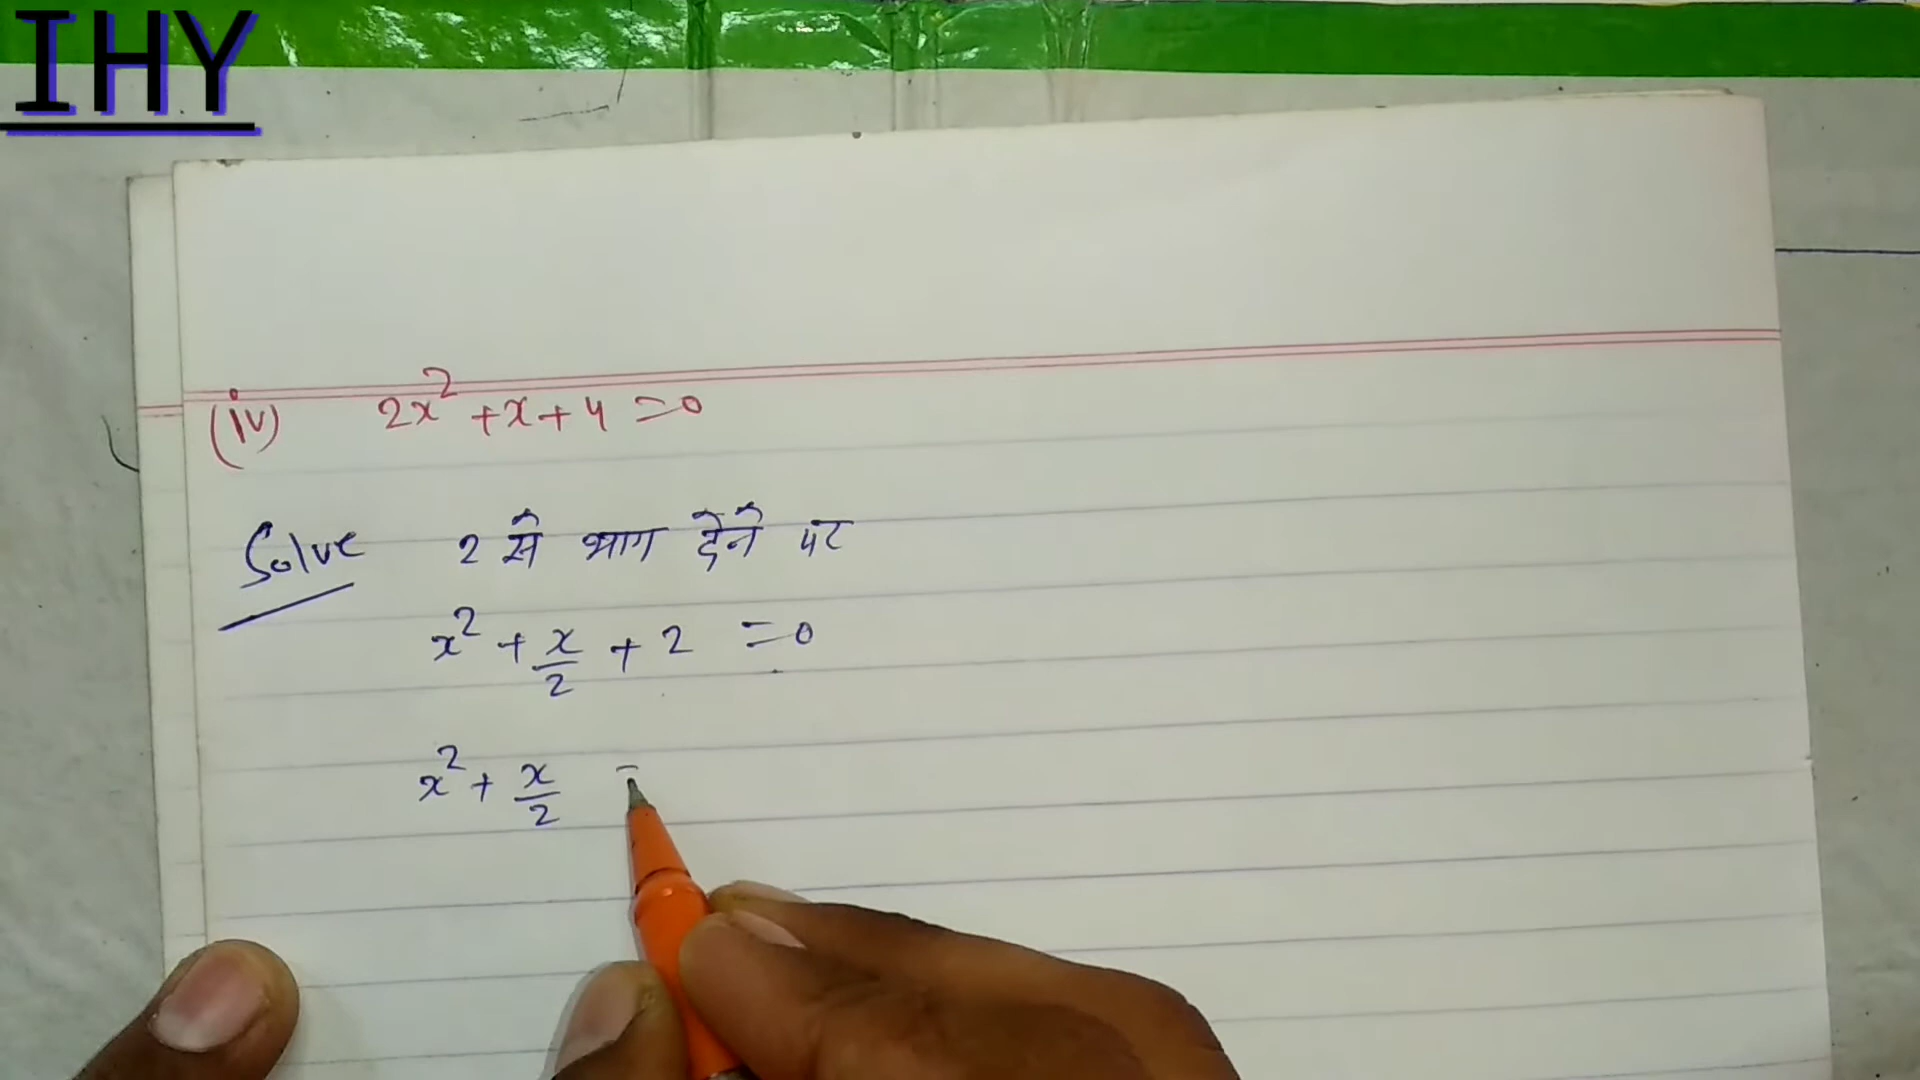 IHY
(iv) 2x² + x + 4 = 0
Solve 2 से भाग देने पर
x² + x/2 + 2 = 0
x² + x/2 =